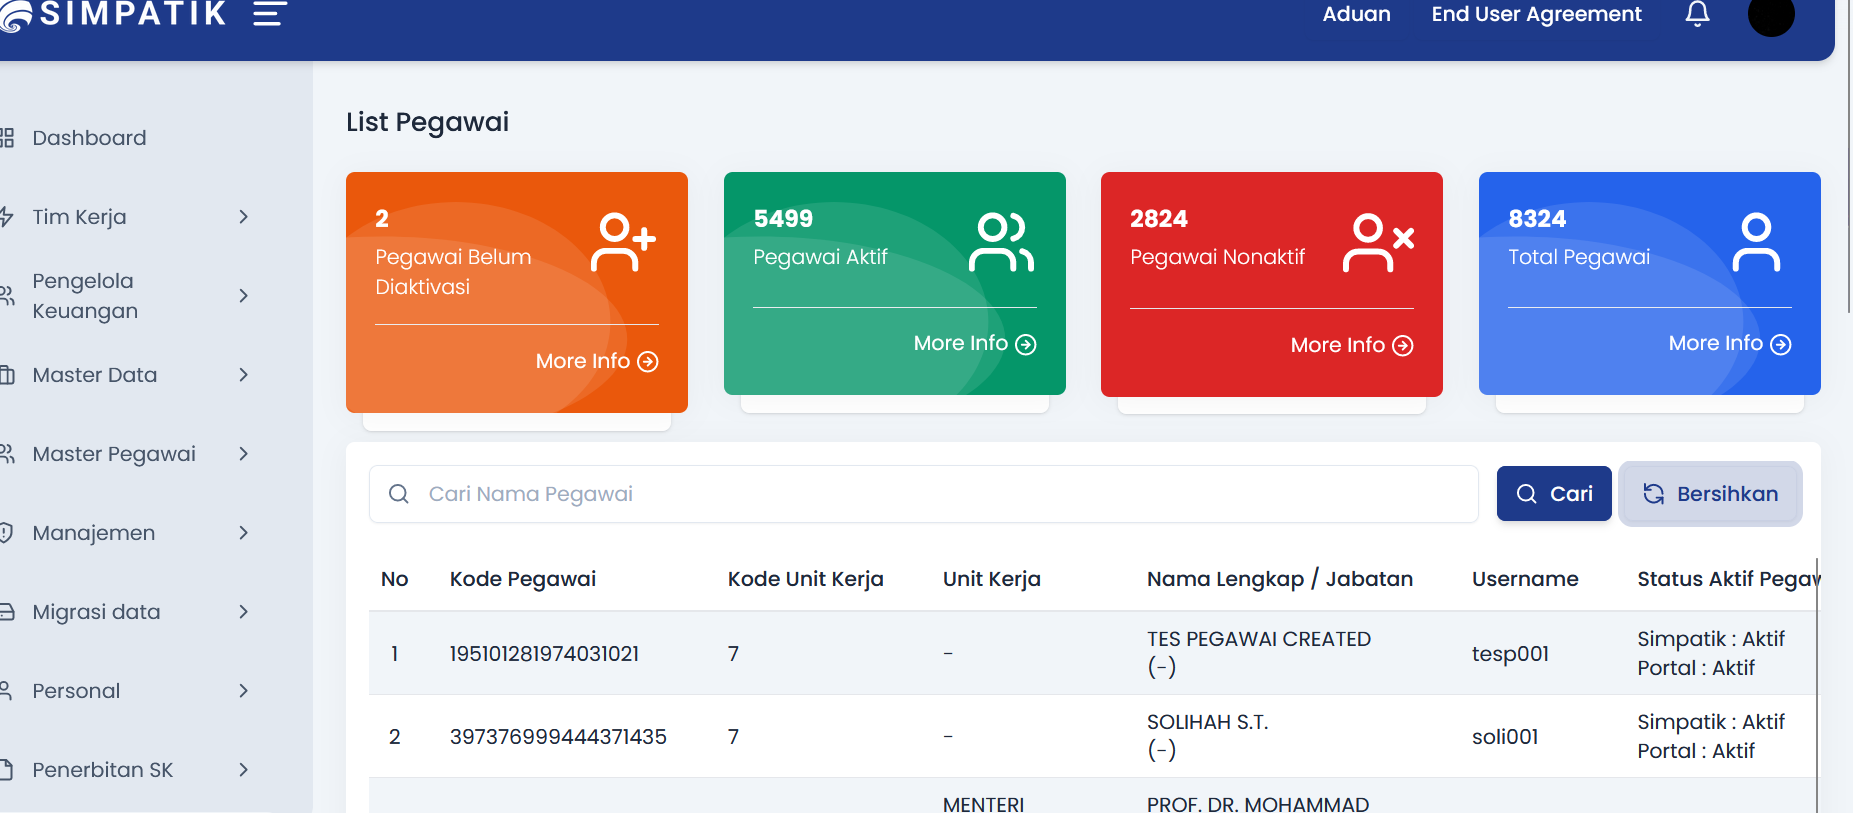 SIMPATIK
Aduan
End User Agreement
Dashboard
Tim Kerja
Pengelola
Keuangan
Master Data
Master Pegawai
Manajemen
Migrasi data
Personal
Penerbitan SK
List Pegawai
2
Pegawai Belum
Diaktivasi
More Info
5499
Pegawai Aktif
More Info
2824
Pegawai Nonaktif
More Info
8324
Total Pegawai
More Info
Cari Nama Pegawai
Cari
Bersihkan
No Kode Pegawai Kode Unit Kerja Unit Kerja Nama Lengkap / Jabatan Username Status Aktif
1 195101281974031021 7 - TES PEGAWAI CREATED tesp001 Simpatik : Aktif
(-) Portal : Aktif
2 397376999444371435 7 - SOLIHAH S.T. soli001 Simpatik : Aktif
(-) Portal : Aktif
MENTERI PROF. DR. MOHAMMAD